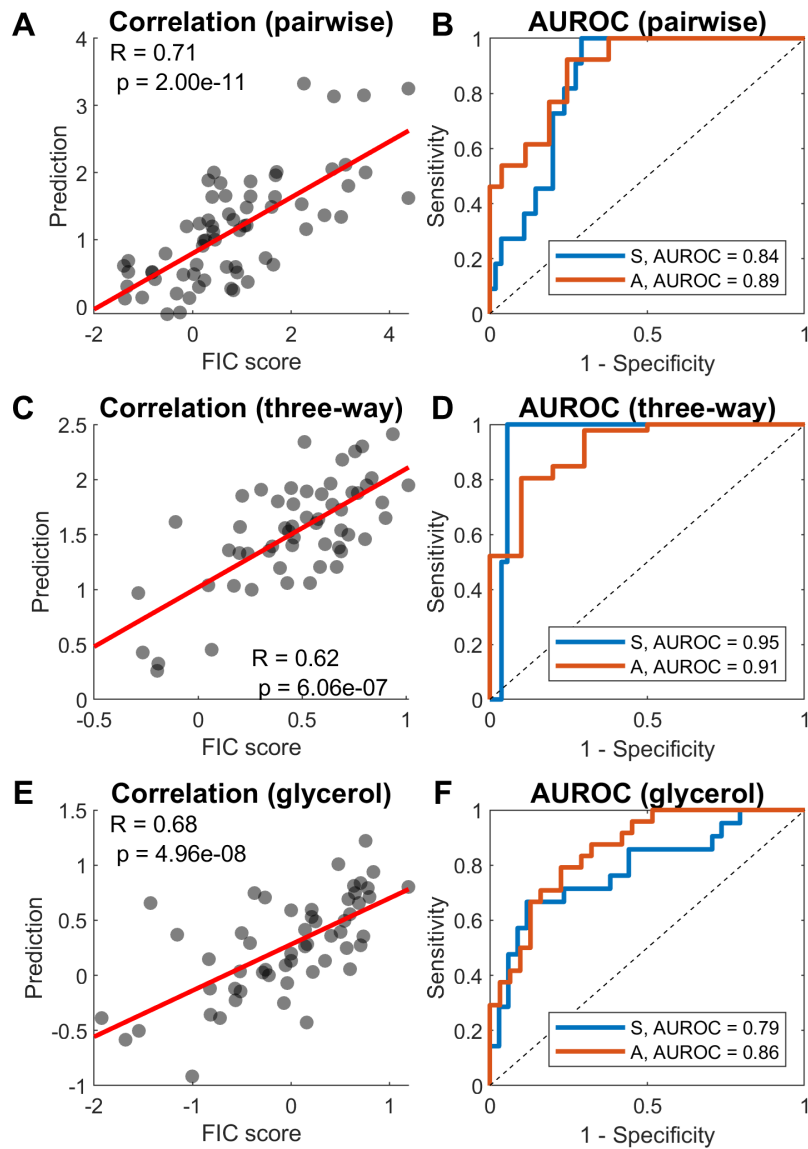 A Correlation (pairwise)
R = 0.71
p = 2.00e-11
4
3
2
1
0
Prediction
-2 0 2 4
FIC score
B AUROC (pairwise)
1
0.8
0.6
0.4
0.2
0
Sensitivity
S, AUROC = 0.84
A, AUROC = 0.89
0 0.5 1
1 - Specificity
C Correlation (three-way)
2.5
2
1.5
1
0.5
0
Prediction
R = 0.62
p = 6.06e-07
-0.5 0 0.5 1
FIC score
D AUROC (three-way)
1
0.8
0.6
0.4
0.2
0
Sensitivity
S, AUROC = 0.95
A, AUROC = 0.91
0 0.5 1
1 - Specificity
E Correlation (glycerol)
R = 0.68
p = 4.96e-08
1.5
1
0.5
0
-0.5
-1
Prediction
-2 -1 0 1
FIC score
F AUROC (glycerol)
1
0.8
0.6
0.4
0.2
0
Sensitivity
S, AUROC = 0.79
A, AUROC = 0.86
0 0.5 1
1 - Specificity